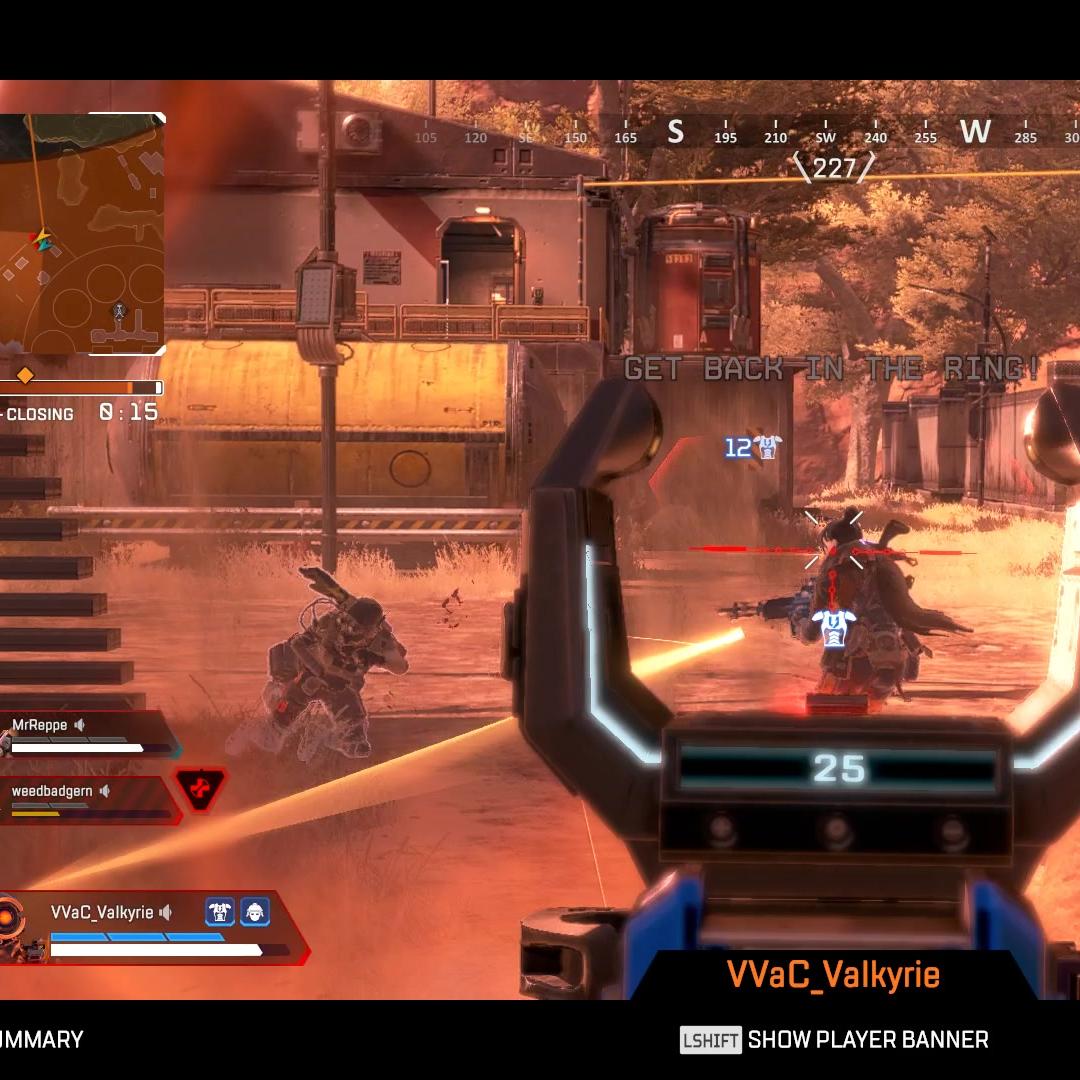 105 120 SE 150 165 S 195 210 SW 240 255 W 285 30
227
GET BACK IN THE RING!
-CLOSING 0:15
12
25
MrReppe
weedbadgern
VVaC_Valkyrie
VVaC_Valkyrie
UMMARY
LSHIFT SHOW PLAYER BANNER